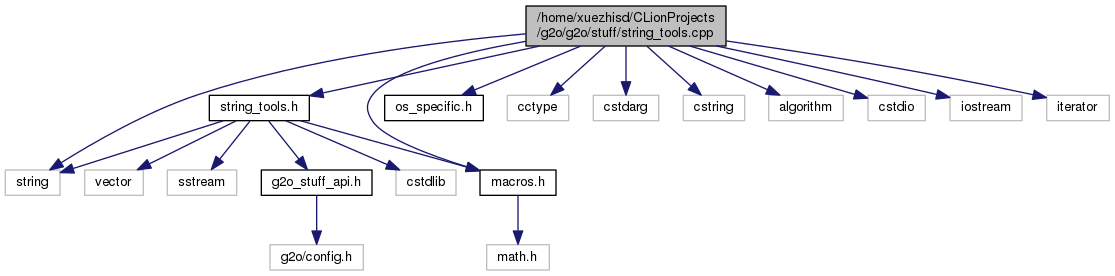 /home/xuezhisd/CLionProjects
/g2o/g2o/stuff/string_tools.cpp
string_tools.h
os_specific.h
cctype
cstdarg
cstring
algorithm
cstdio
iostream
iterator
string
vector
sstream
g2o_stuff_api.h
cstdlib
macros.h
g2o/config.h
math.h